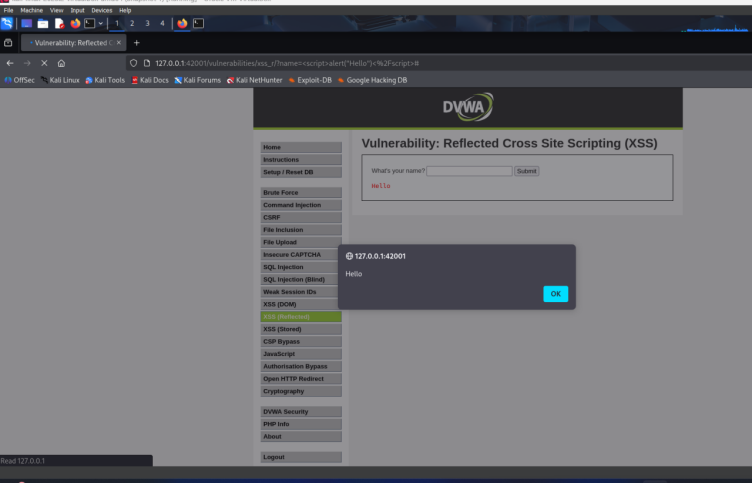 File Machine View Input Devices Help
1 2 3 4
Vulnerability: Reflected C
127.0.0.1:42001/vulnerabilities/xss_r/?name=<script>alert("Hello")<%2Fscript>#
OffSec Kali Linux Kali Tools Kali Docs Kali Forums Kali NetHunter Exploit-DB Google Hacking DB
DVWA
Vulnerability: Reflected Cross Site Scripting (XSS)
What's your name? Submit
Hello
Home
Instructions
Setup / Reset DB
Brute Force
Command Injection
CSRF
File Inclusion
File Upload
Insecure CAPTCHA
SQL Injection
SQL Injection (Blind)
Weak Session IDs
XSS (DOM)
XSS (Reflected)
XSS (Stored)
CSP Bypass
JavaScript
Authorisation Bypass
Open HTTP Redirect
Cryptography
DVWA Security
PHP Info
About
Logout
127.0.0.1:42001
Hello
OK
Read 127.0.0.1